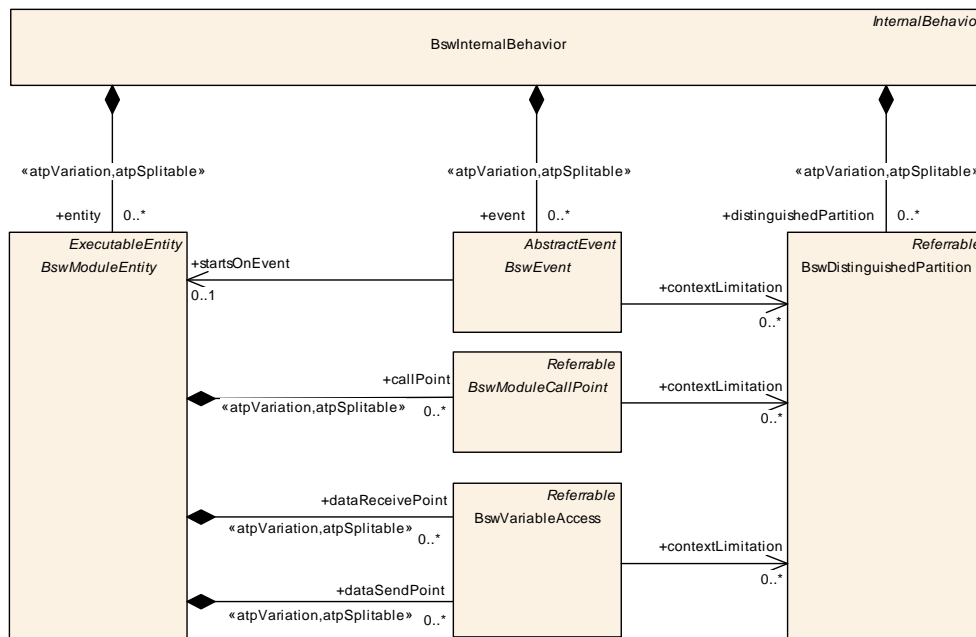 InternalBehavior
BswInternalBehavior
«atpVariation,atpSplitable»
«atpVariation,atpSplitable»
«atpVariation,atpSplitable»
+entity 0..*
+event 0..*
+distinguishedPartition 0..*
ExecutableEntity
BswModuleEntity
AbstractEvent
BswEvent
Referrable
BswDistinguishedPartition
+startsOnEvent
0..1
+contextLimitation
0..*
Referrable
BswModuleCallPoint
+callPoint
«atpVariation,atpSplitable» 0..*
+contextLimitation
0..*
Referrable
BswVariableAccess
+dataReceivePoint
«atpVariation,atpSplitable» 0..*
+contextLimitation
0..*
+dataSendPoint
«atpVariation,atpSplitable» 0..*